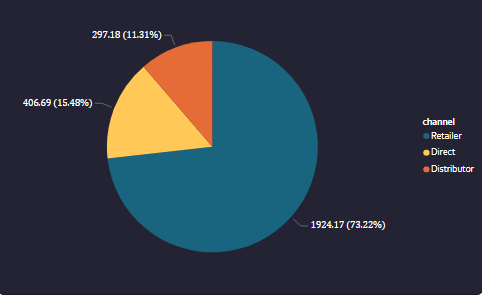 297.18 (11.31%)
406.69 (15.48%)
channel
Retailer
Direct
Distributor
1924.17 (73.22%)